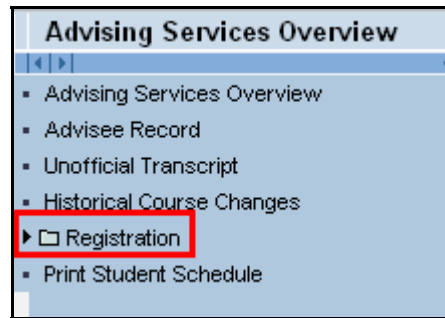 Advising Services Overview
Advising Services Overview
Advisee Record
Unofficial Transcript
Historical Course Changes
Registration
Print Student Schedule